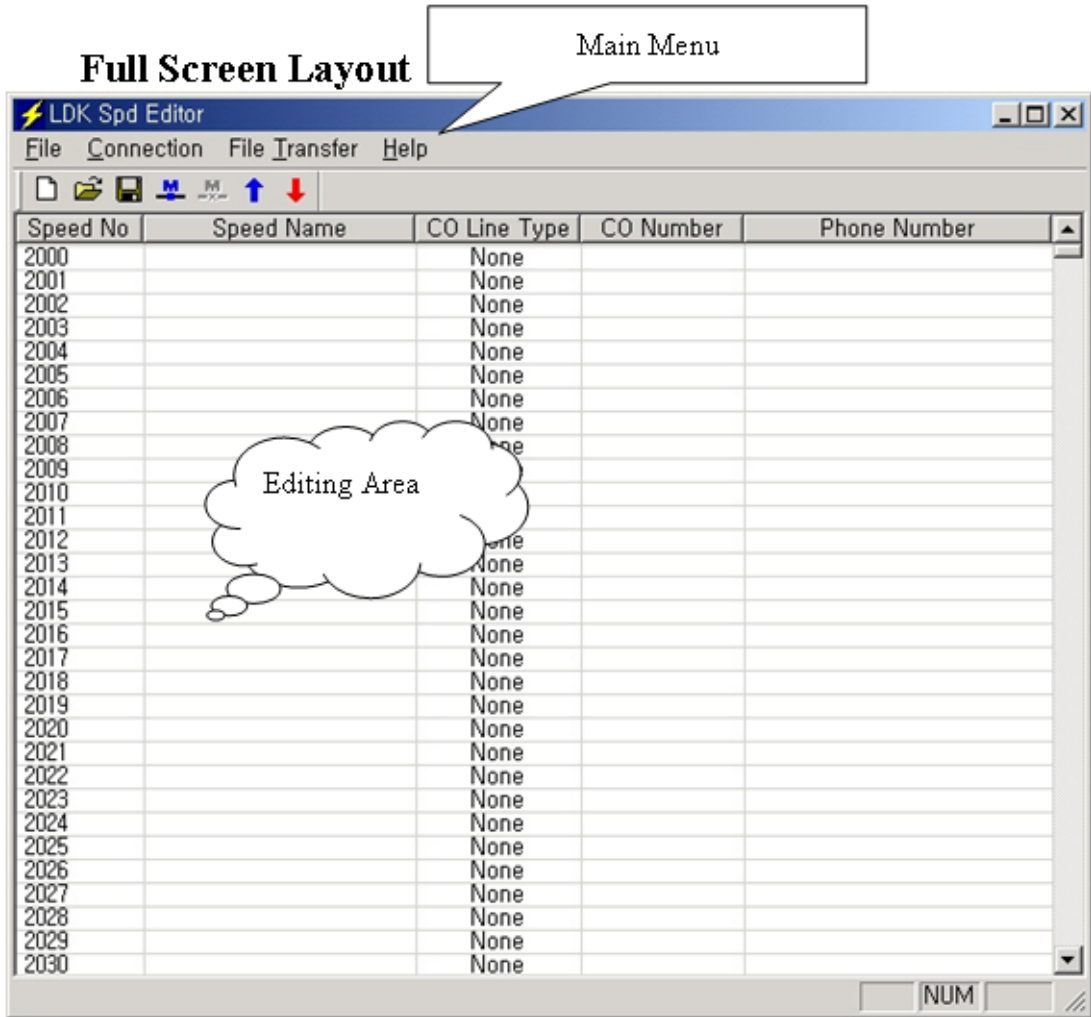 Main Menu
Full Screen Layout
LDK Spd Editor
File Connection File Transfer Help
M M
Speed No Speed Name CO Line Type CO Number Phone Number
2000 None
2001 None
2002 None
2003 None
2004 None
2005 None
2006 None
2007 None
2008
2009
Editing Area
2010
2011
2012
2013 None
2014 None
2015 None
2016 None
2017 None
2018 None
2019 None
2020 None
2021 None
2022 None
2023 None
2024 None
2025 None
2026 None
2027 None
2028 None
2029 None
2030 None
NUM